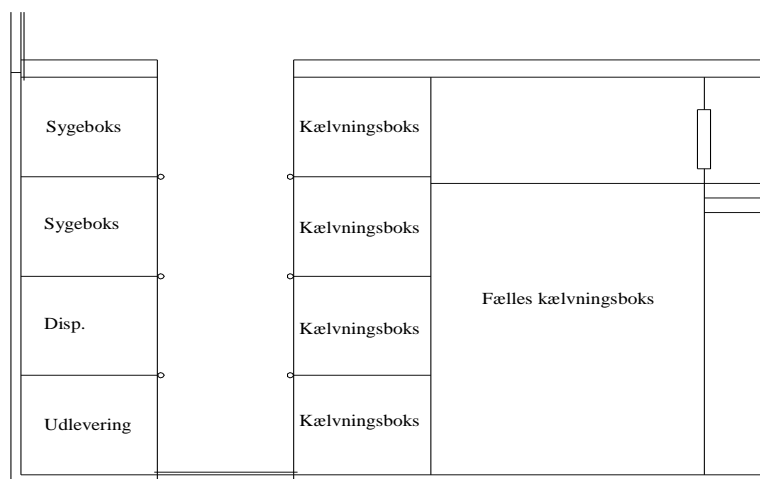 Sygeboks
Kælvningsboks
Sygeboks
Kælvningsboks
Fælles kælvningsboks
Disp.
Kælvningsboks
Udlevering
Kælvningsboks